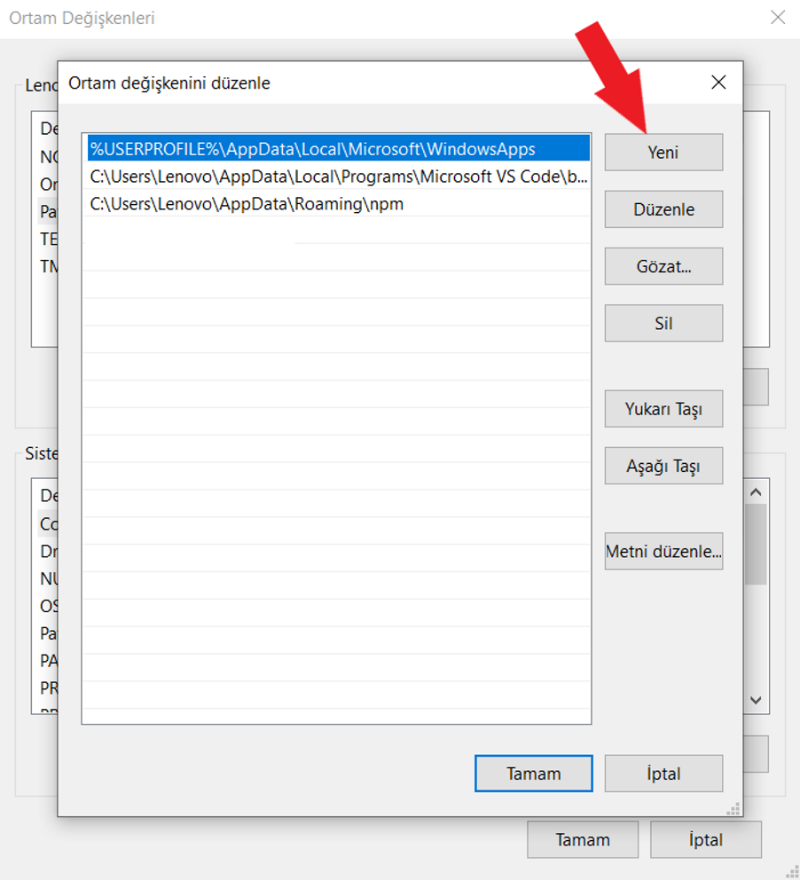 Ortam Değişkenleri
Ortam değişkenini düzenle
%USERPROFILE%\AppData\Local\Microsoft\WindowsApps
C:\Users\Lenovo\AppData\Local\Programs\Microsoft VS Code\b...
C:\Users\Lenovo\AppData\Roaming\npm
Yeni
Düzenle
Gözat...
Sil
Yukarı Taşı
Aşağı Taşı
Metni düzenle...
Tamam
İptal
Leno
De
NO
On
Pa
TE
TM
Siste
De
Co
Dr
NU
OS
Pa
PA
PR
Tamam
İptal